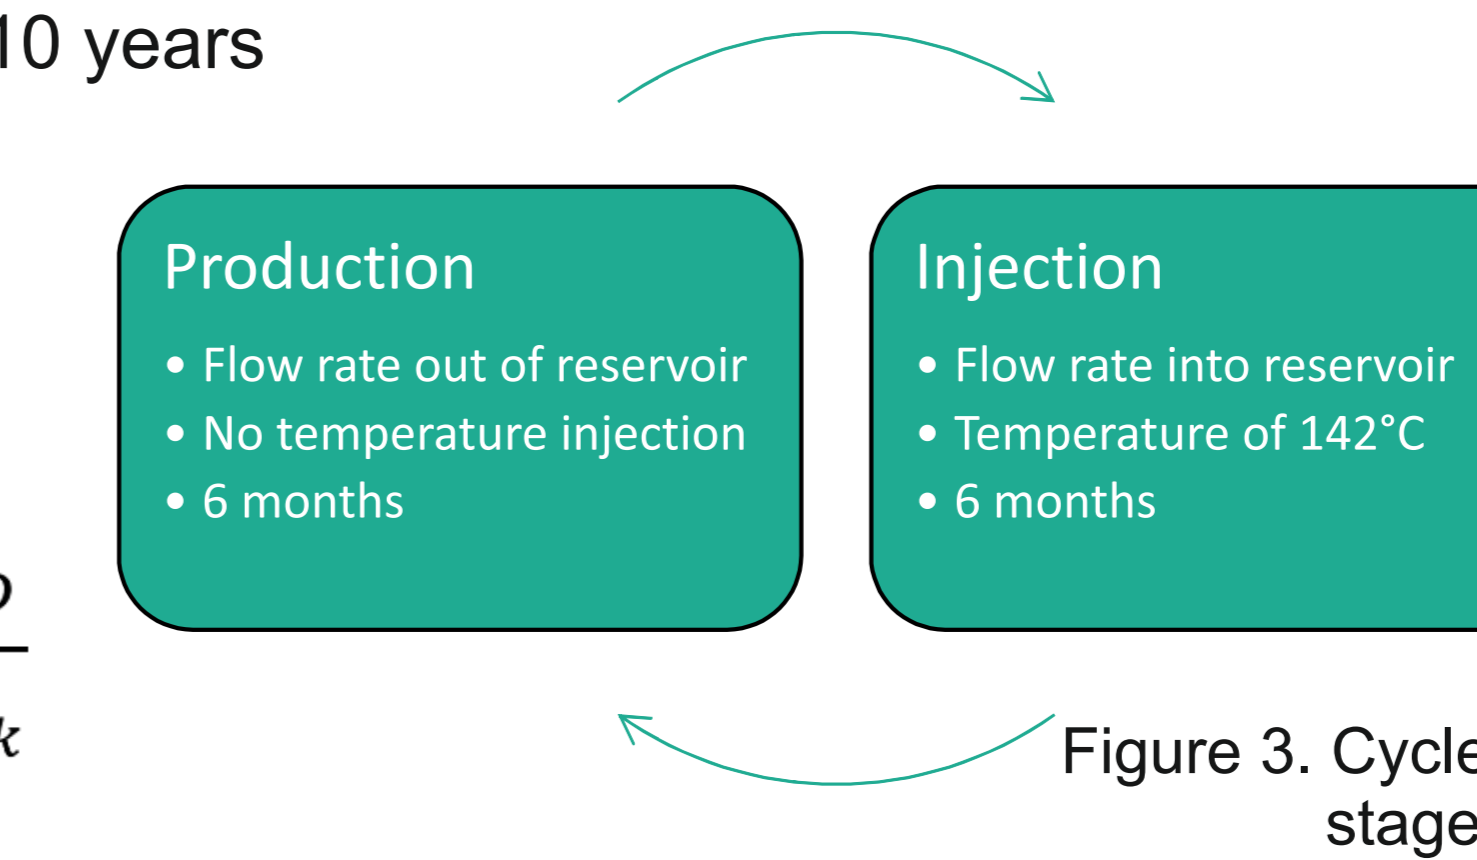 10 years
Production
• Flow rate out of reservoir
• No temperature injection
• 6 months
Injection
• Flow rate into reservoir
• Temperature of 142°C
• 6 months
k
Figure 3. Cycle
stage